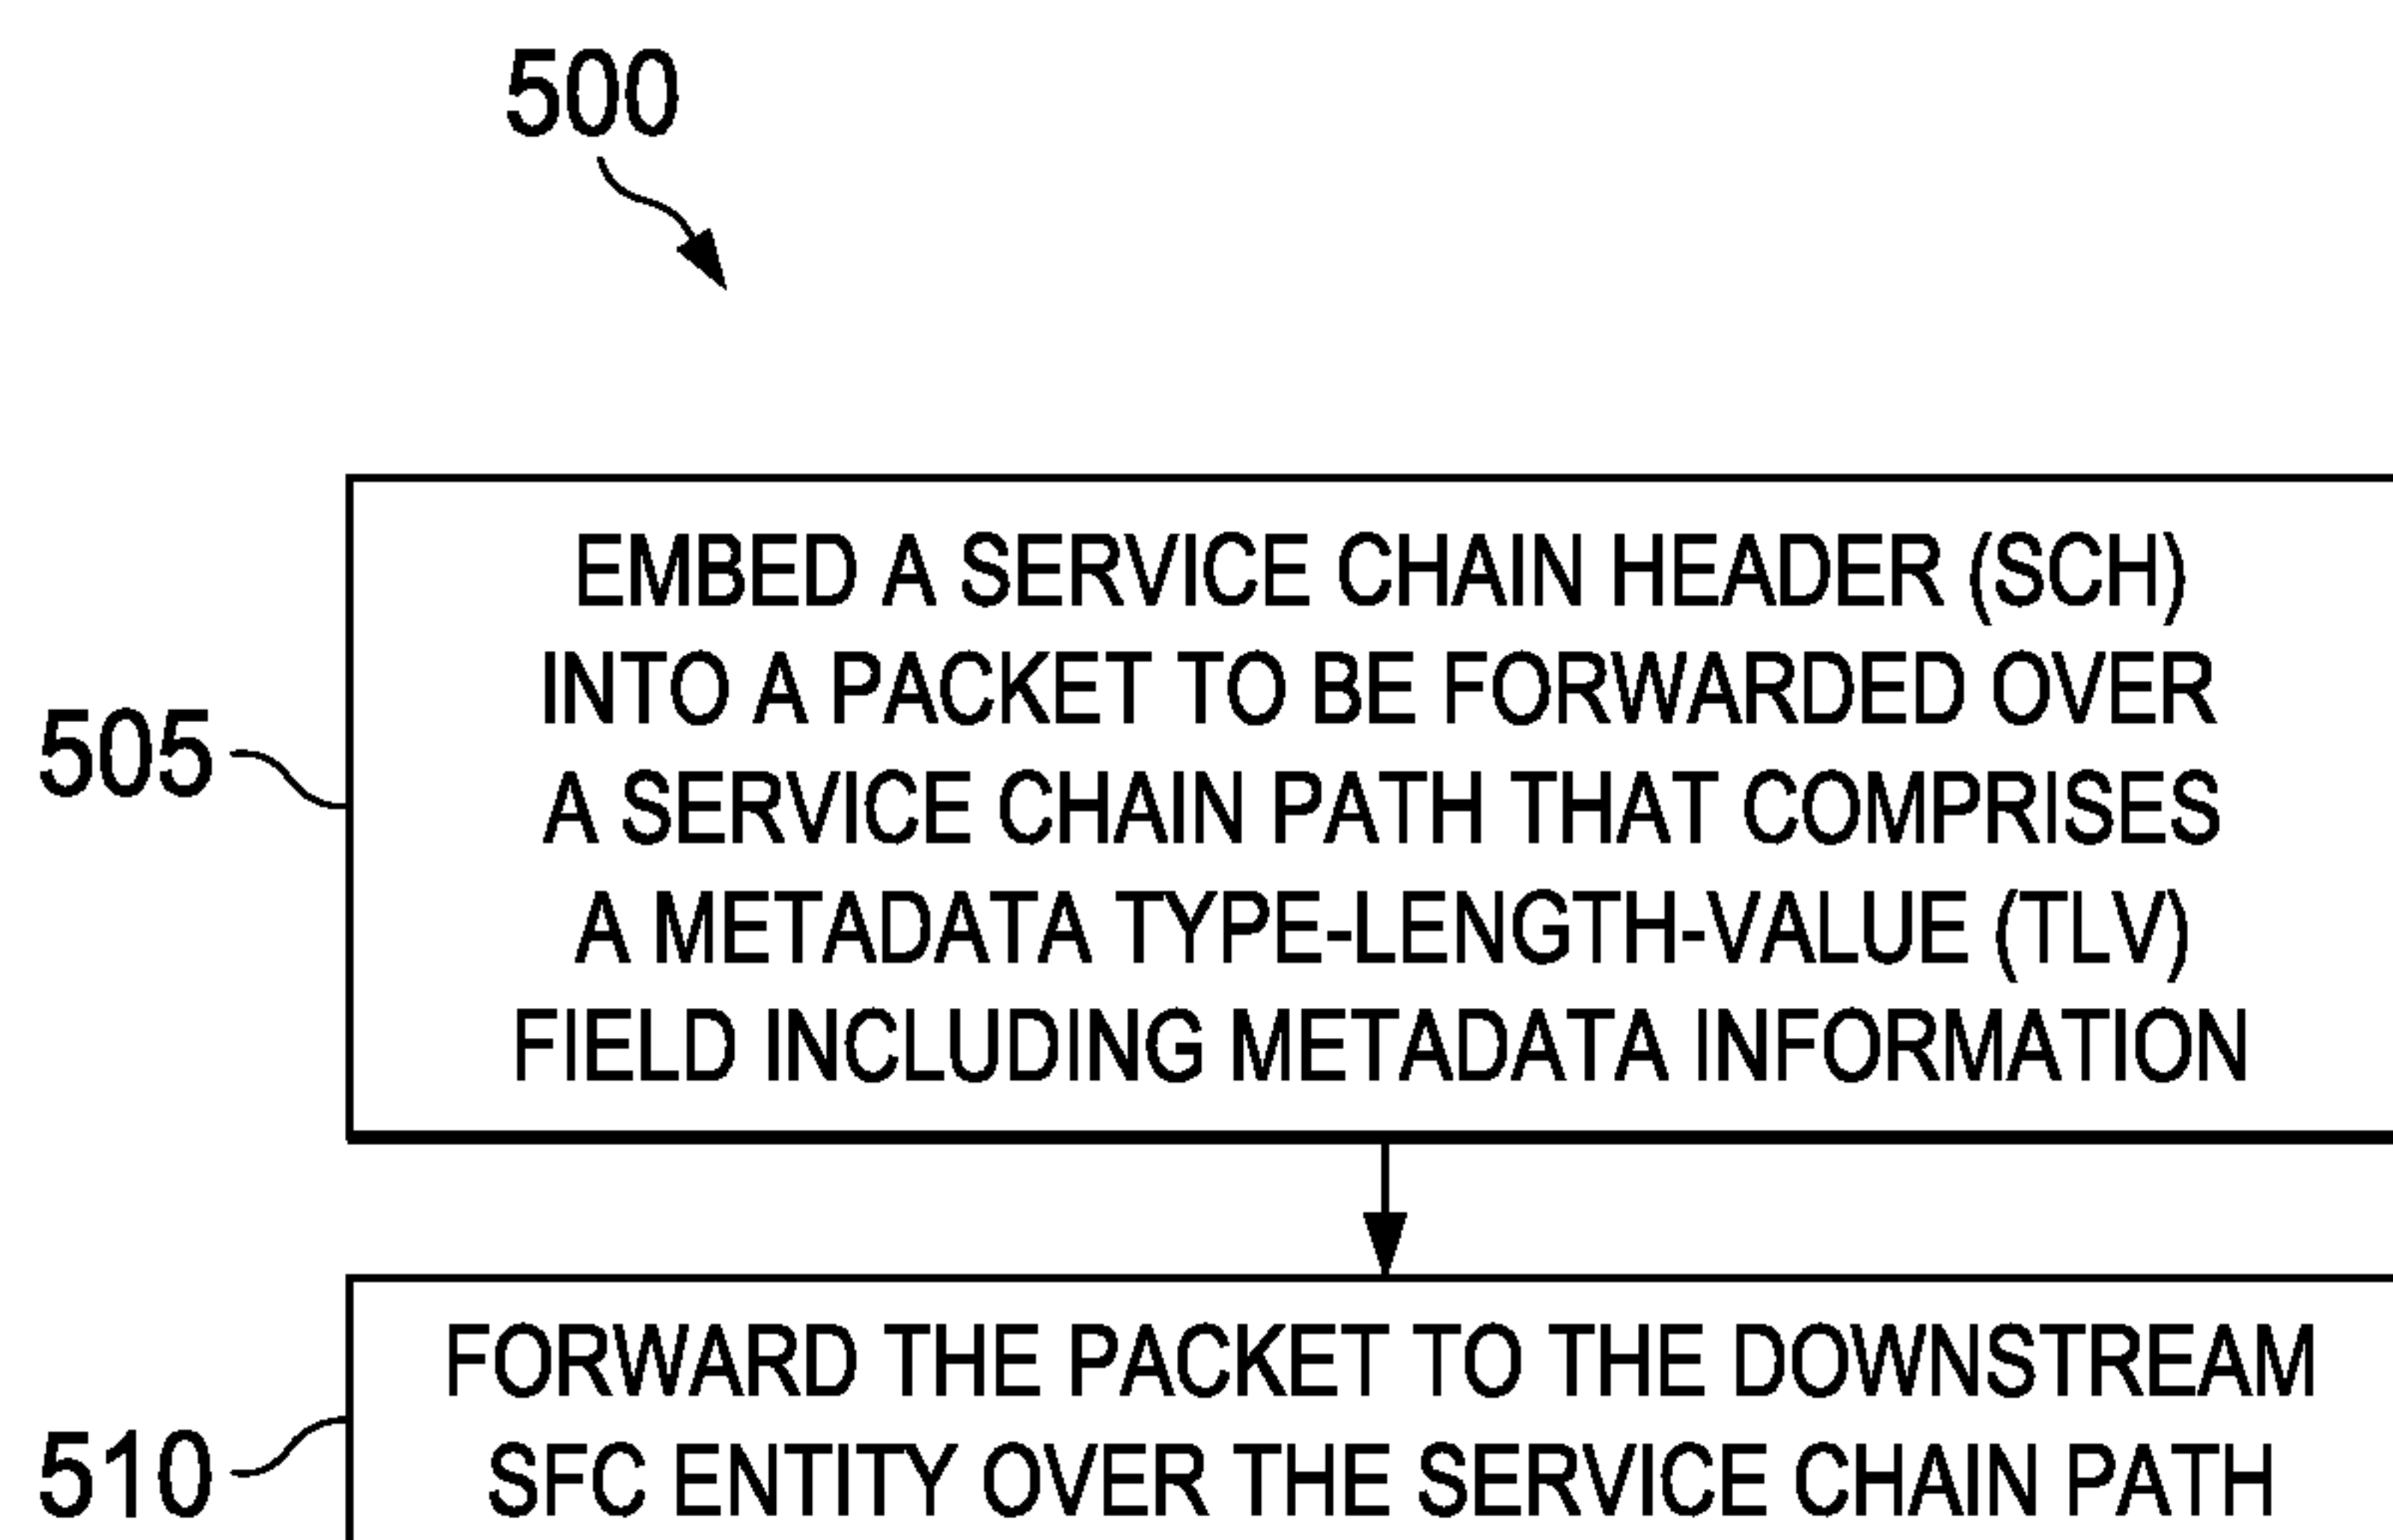 500
EMBED A SERVICE CHAIN HEADER (SCH)
INTO A PACKET TO BE FORWARDED OVER
505
A SERVICE CHAIN PATH THAT COMPRISES
A METADATA TYPE-LENGTH-VALUE (TLV)
FIELD INCLUDING METADATA INFORMATION
FORWARD THE PACKET TO THE DOWNSTREAM
510
SFC ENTITY OVER THE SERVICE CHAIN PATH